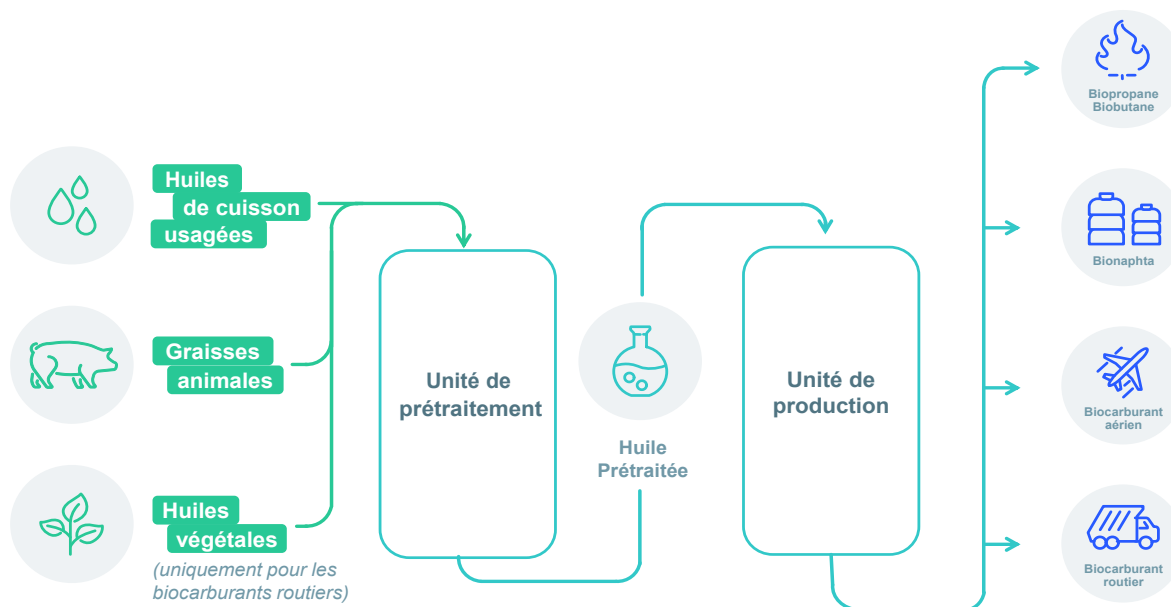 Huiles
de cuisson
usagées
Graisses
animales
Huiles
végétales
(uniquement pour les
biocarburants routiers)
Unité de
prétraitement
Huile
Prétraitée
Unité de
production
Biopropane
Biobutane
Bionaphta
Biocarburant
aérien
Biocarburant
routier